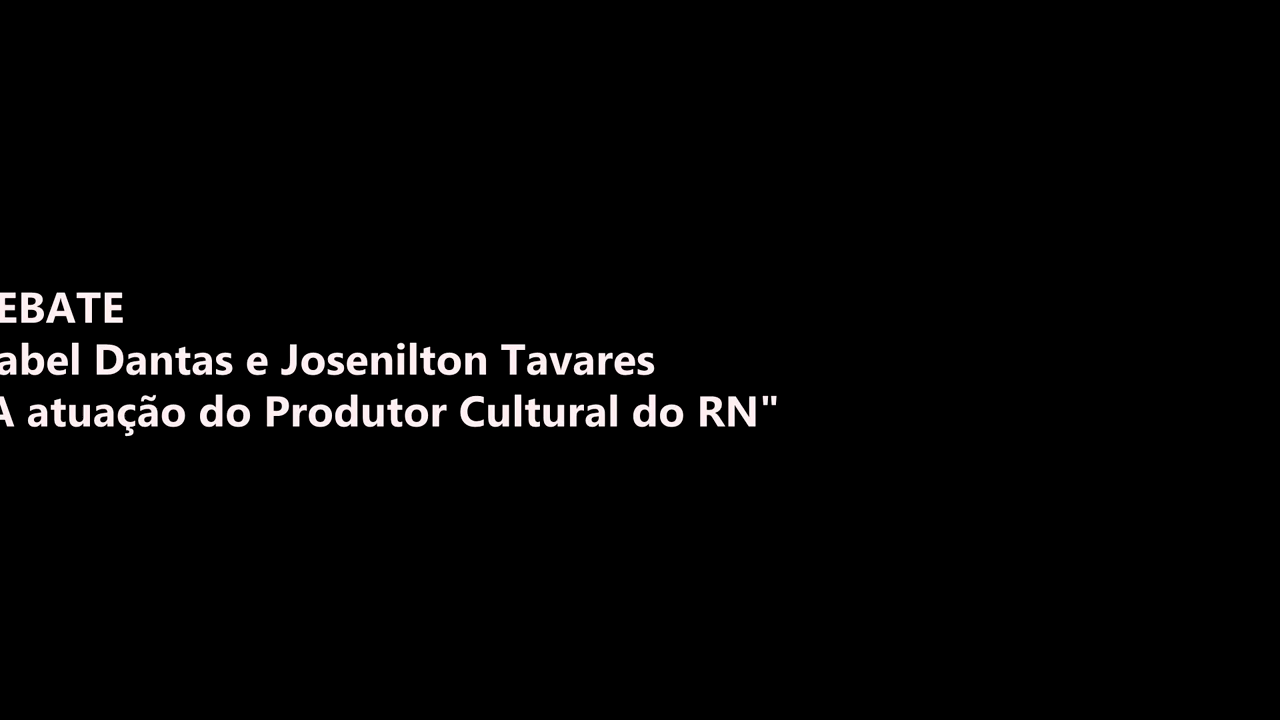 EBATE
abel Dantas e Josenilton Tavares
A atuação do Produtor Cultural do RN"